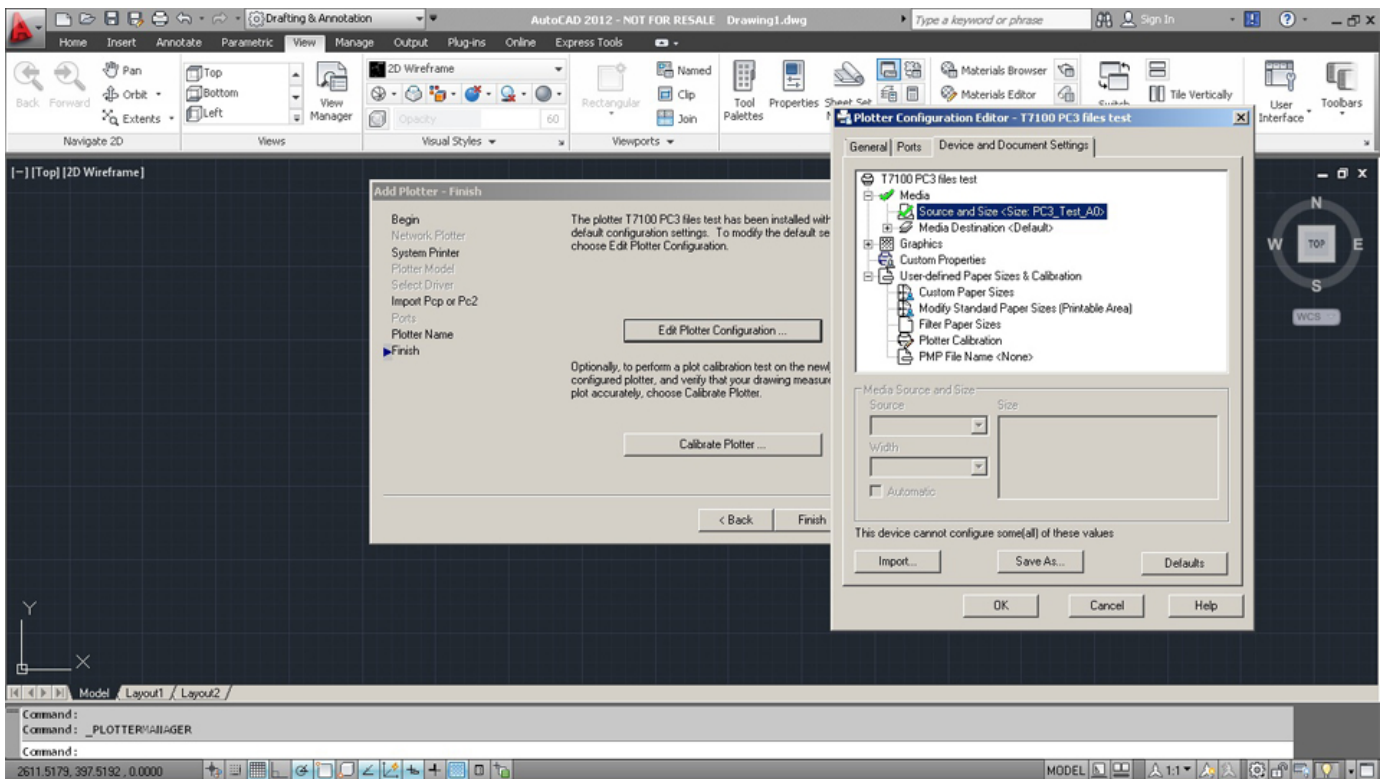 Drafting & Annotation
AutoCAD 2012 - NOT FOR RESALE Drawing1.dwg
Type a keyword or phrase
Sign In
Home Insert Annotate Parametric View Manage Output Plug-ins Online Express Tools
Back Forward
Pan
Orbit
Extents
Navigate 2D
Top
Bottom
Left
View
Manager
Views
2D Wireframe
Opacity 60
Visual Styles
Rectangular
Named
Clip
Join
Viewports
Tool
Palettes
Properties
Sheet Set
Materials Browser
Materials Editor
Switch
Tile Vertically
User
Interface
Toolbars
[−] [Top] [2D Wireframe]
Add Plotter - Finish
Begin
Network Plotter
System Printer
Plotter Model
Select Driver
Import Pcp or Pc2
Ports
Plotter Name
Finish
The plotter T7100 PC3 files test has been installed with
default configuration settings. To modify the default se
choose Edit Plotter Configuration.
Edit Plotter Configuration ...
Optionally, to perform a plot calibration test on the newl
configured plotter, and verify that your drawing measure
plot accurately, choose Calibrate Plotter.
Calibrate Plotter ...
< Back
Finish
Plotter Configuration Editor - T7100 PC3 files test
General Ports Device and Document Settings
T7100 PC3 files test
Media
Source and Size <Size: PC3_Test_A0>
Media Destination <Default>
Graphics
Custom Properties
User-defined Paper Sizes & Calibration
Custom Paper Sizes
Modify Standard Paper Sizes (Printable Area)
Filter Paper Sizes
Plotter Calibration
PMP File Name <None>
Media Source and Size
Source
Size
Width
Automatic
This device cannot configure some(all) of these values
Import...
Save As...
Defaults
OK
Cancel
Help
N
W TOP E
S
WCS
Y
X
Model Layout1 Layout2
Command:
Command: _PLOTTERMANAGER
Command:
2611.5179, 397.5192 , 0.0000
MODEL
1:1